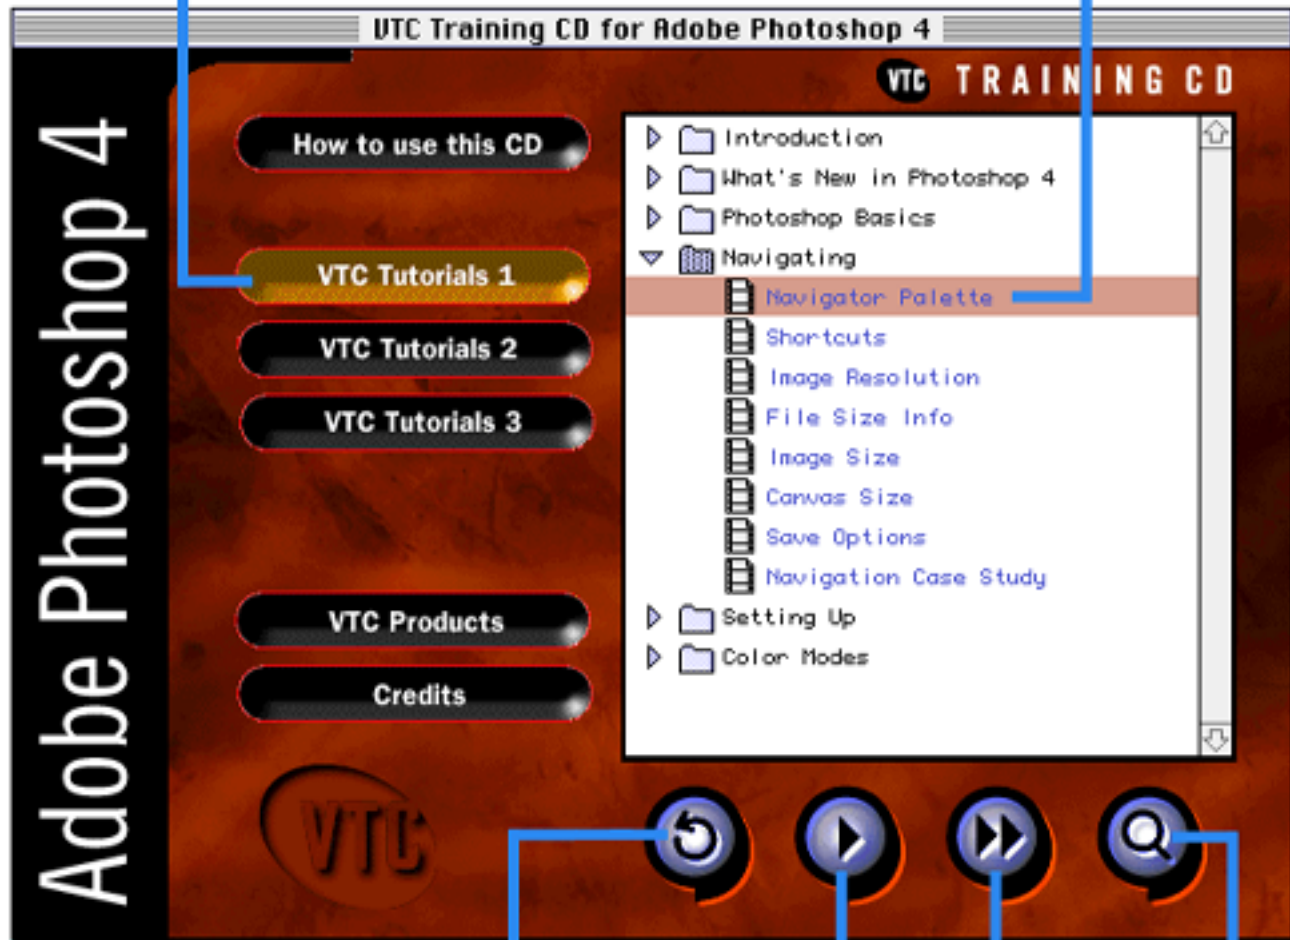 VTC Training CD for Adobe Photoshop 4
VTC TRAINING CD
Adobe Photoshop 4
How to use this CD
VTC Tutorials 1
VTC Tutorials 2
VTC Tutorials 3
VTC Products
Credits
VTC
Introduction
What's New in Photoshop 4
Photoshop Basics
Navigating
Navigator Palette
Shortcuts
Image Resolution
File Size Info
Image Size
Canvas Size
Save Options
Navigation Case Study
Setting Up
Color Modes